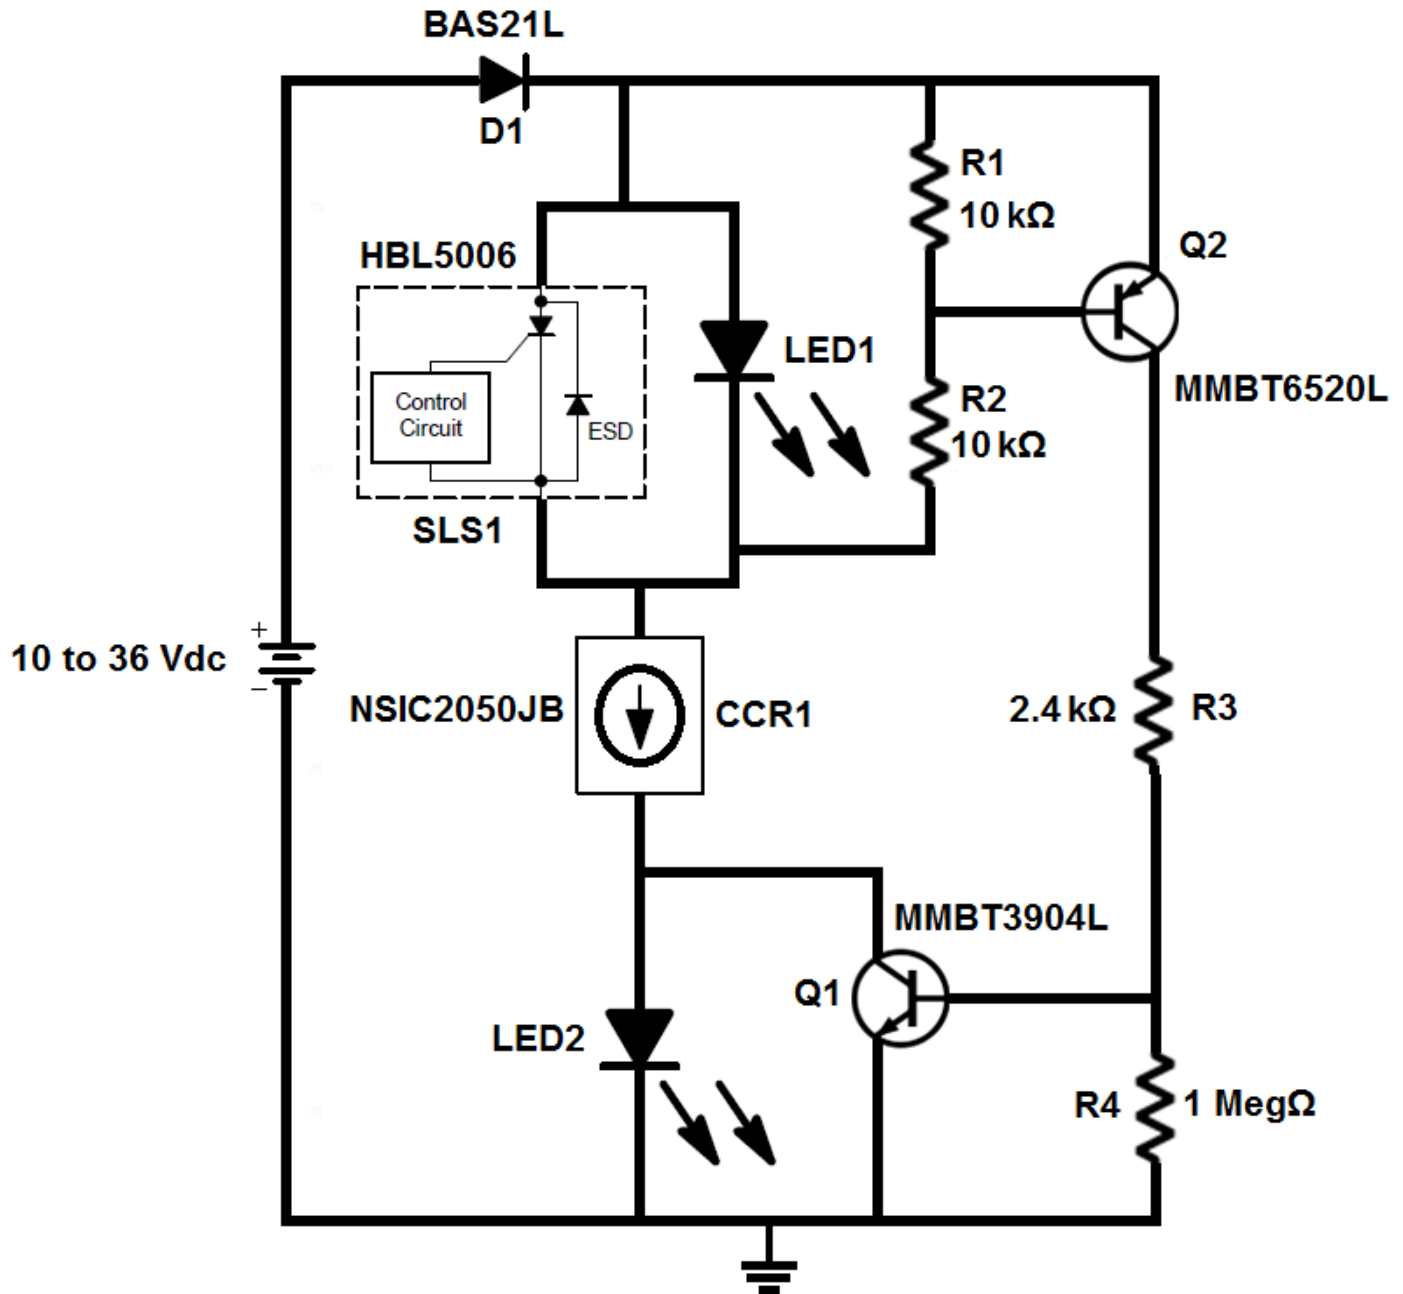 BAS21L
D1
R1
10 kΩ
Q2
HBL5006
LED1
Control
Circuit
ESD
R2
10 kΩ
MMBT6520L
SLS1
+
10 to 36 Vdc
−
NSIC2050JB
CCR1
2.4 kΩ
R3
MMBT3904L
Q1
LED2
R4
1 MegΩ